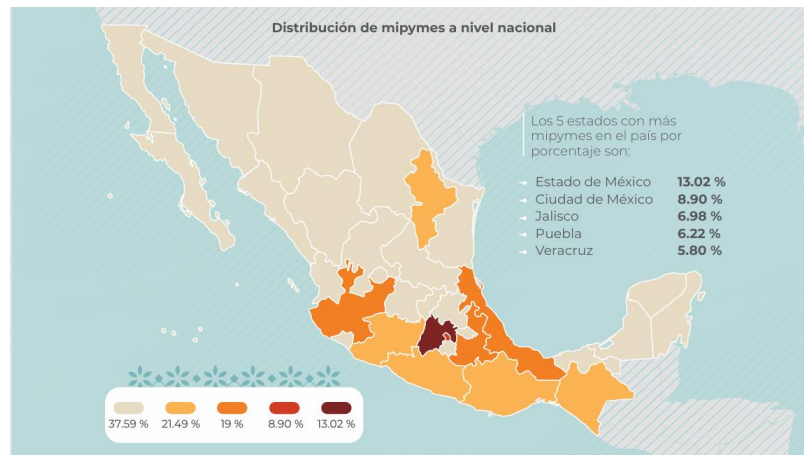 Distribución de mipymes a nivel nacional
Los 5 estados con más
mipymes en el país por
porcentaje son:
Estado de México 13.02 %
Ciudad de México 8.90 %
Jalisco 6.98 %
Puebla 6.22 %
Veracruz 5.80 %
37.59 % 21.49 % 19 % 8.90 % 13.02 %